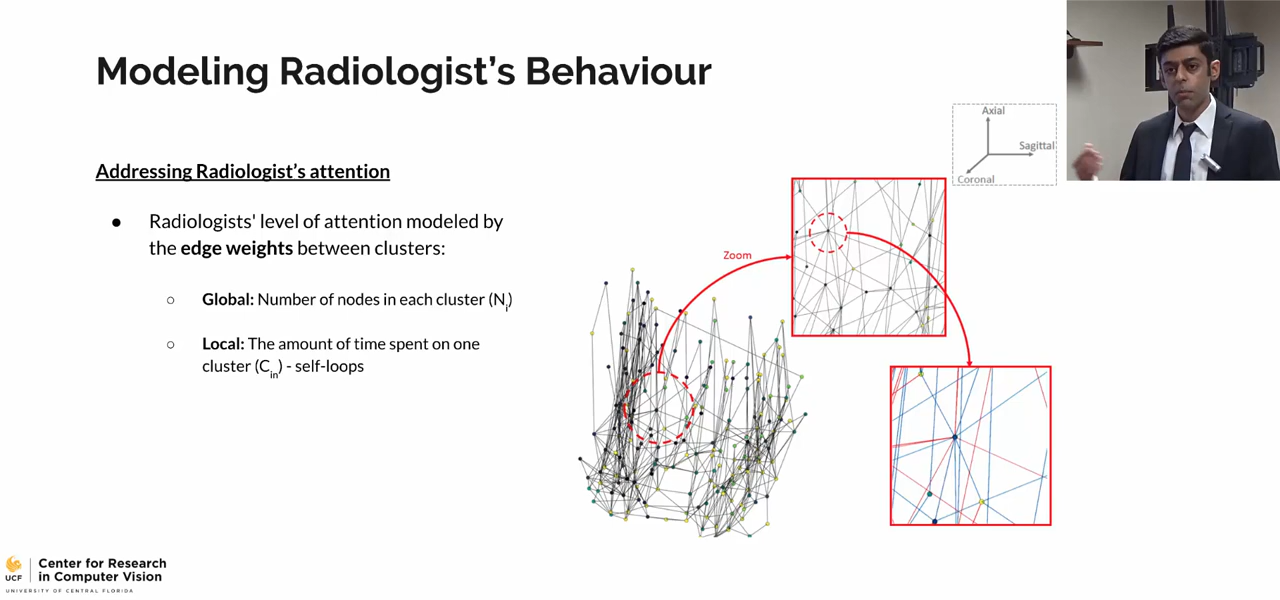 Modeling Radiologist's Behaviour
Axial
Sagittal
Coronal
Addressing Radiologist's attention
● Radiologists' level of attention modeled by
the edge weights between clusters:
Zoom
○ Global: Number of nodes in each cluster (Ni)
○ Local: The amount of time spent on one
cluster (Cin) - self-loops
UCF
Center for Research
in Computer Vision
UNIVERSITY OF CENTRAL FLORIDA